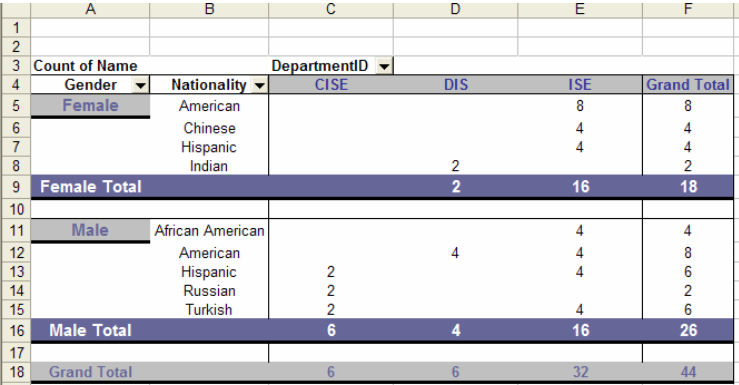 A B C D E F
1
2
3 Count of Name DepartmentID
4 Gender Nationality CISE DIS ISE Grand Total
5 Female American 8 8
6 Chinese 4 4
7 Hispanic 4 4
8 Indian 2 2
9 Female Total 2 16 18
10
11 Male African American 4 4
12 American 4 4 8
13 Hispanic 2 4 6
14 Russian 2 2
15 Turkish 2 4 6
16 Male Total 6 4 16 26
17
18 Grand Total 6 6 32 44